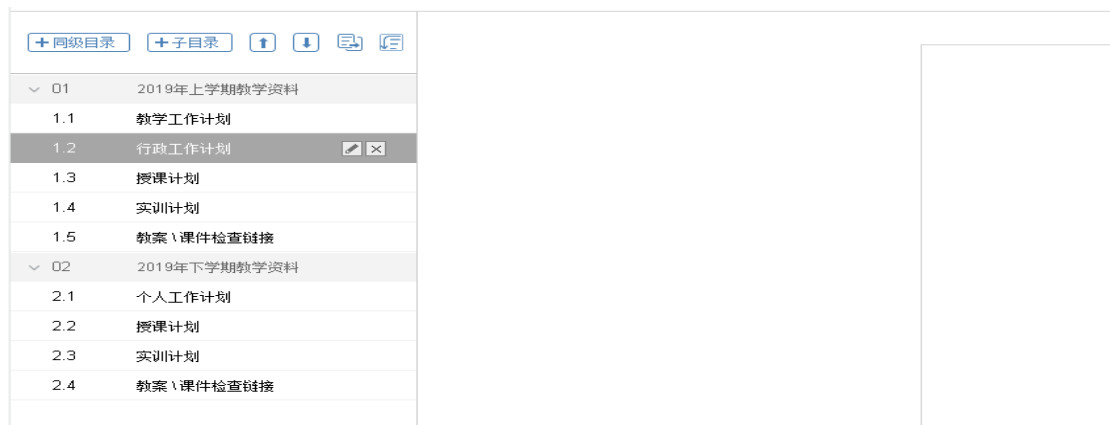 同级目录 子目录
01 2019年上学期教学资料
1.1 教学工作计划
1.2 行政工作计划
1.3 授课计划
1.4 实训计划
1.5 教案\课件检查链接
02 2019年下学期教学资料
2.1 个人工作计划
2.2 授课计划
2.3 实训计划
2.4 教案\课件检查链接